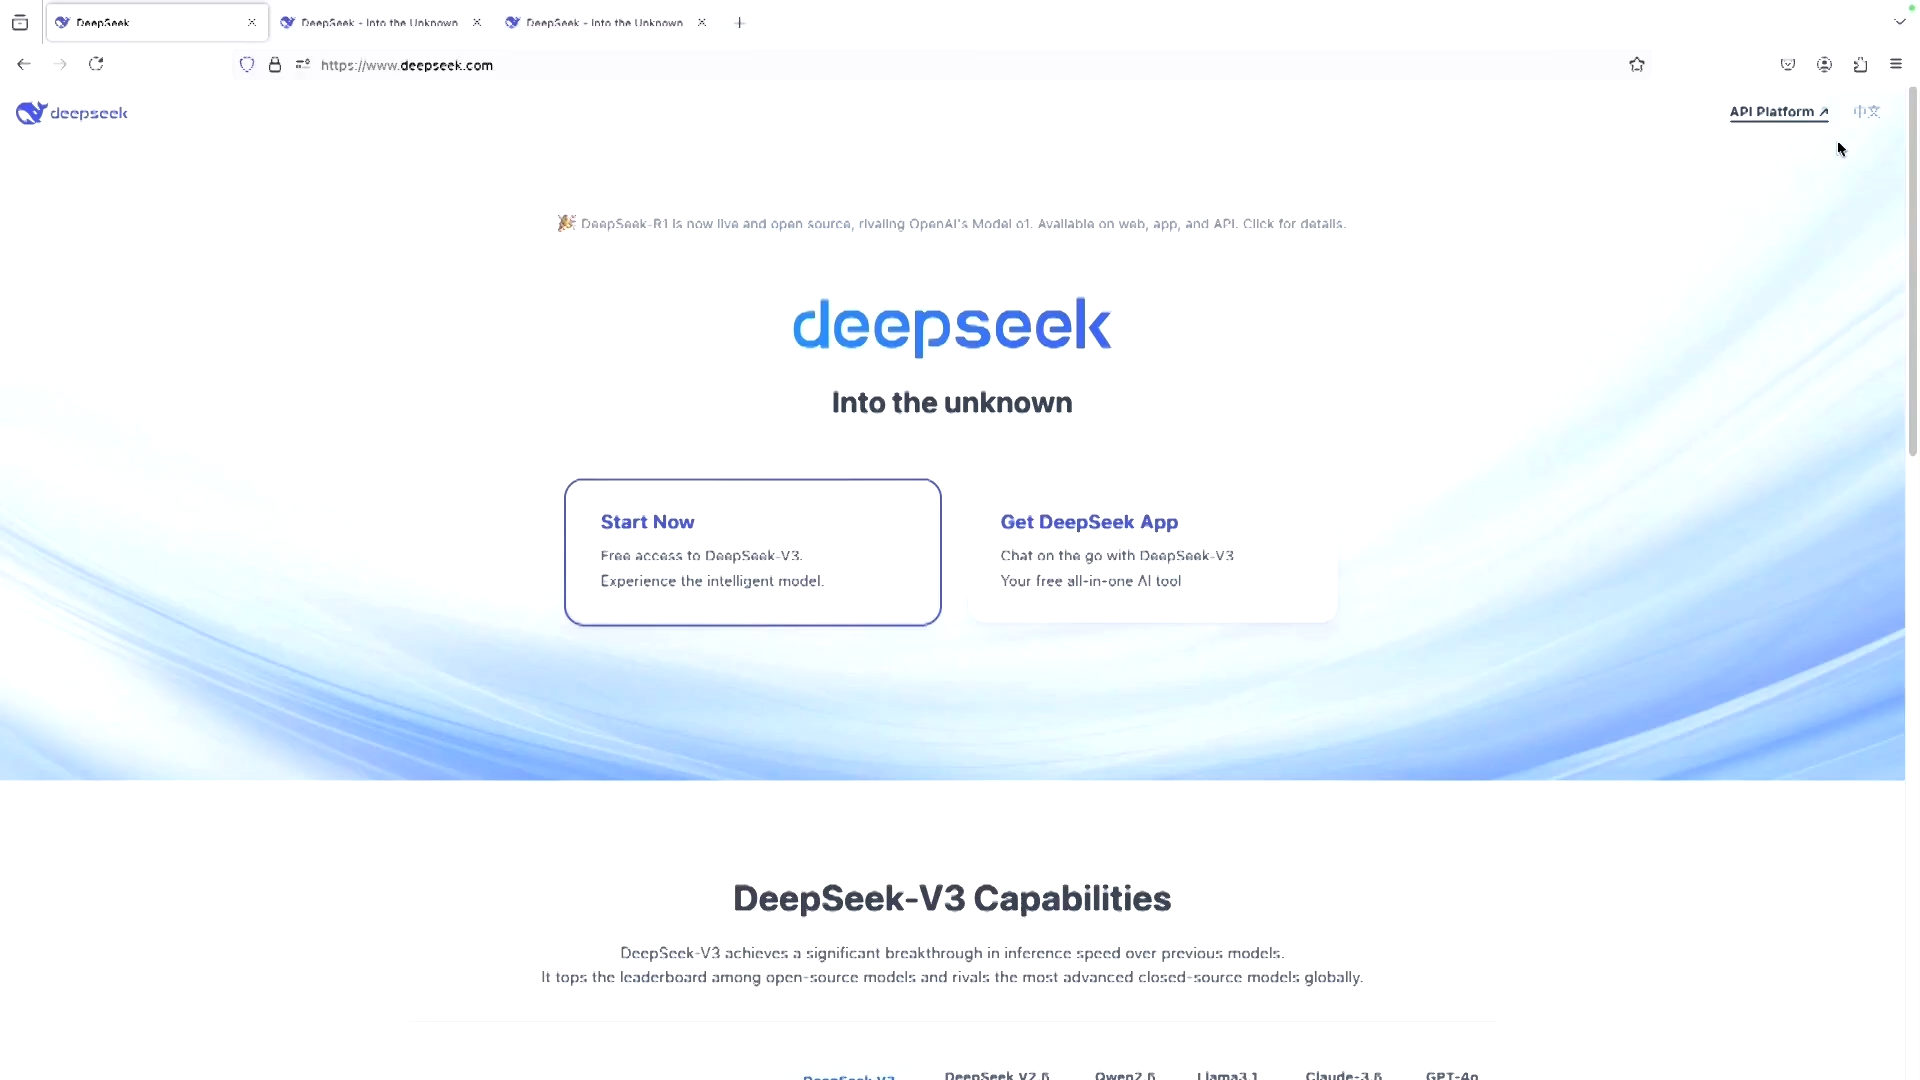 DeepSeek
DeepSeek - Into the Unknown
DeepSeek - Into the Unknown
https://www.deepseek.com
deepseek
API Platform ↗
中文
🎉 DeepSeek-R1 is now live and open source, rivaling OpenAI's Model o1. Available on web, app, and API. Click for details.
deepseek
Into the unknown
Start Now
Free access to DeepSeek-V3.
Experience the intelligent model.
Get DeepSeek App
Chat on the go with DeepSeek-V3
Your free all-in-one AI tool
DeepSeek-V3 Capabilities
DeepSeek-V3 achieves a significant breakthrough in inference speed over previous models.
It tops the leaderboard among open-source models and rivals the most advanced closed-source models globally.
DeepSeek V3 DeepSeek V2.5 Qwen2.5 Llama3.1 Claude-3.5 GPT-4o